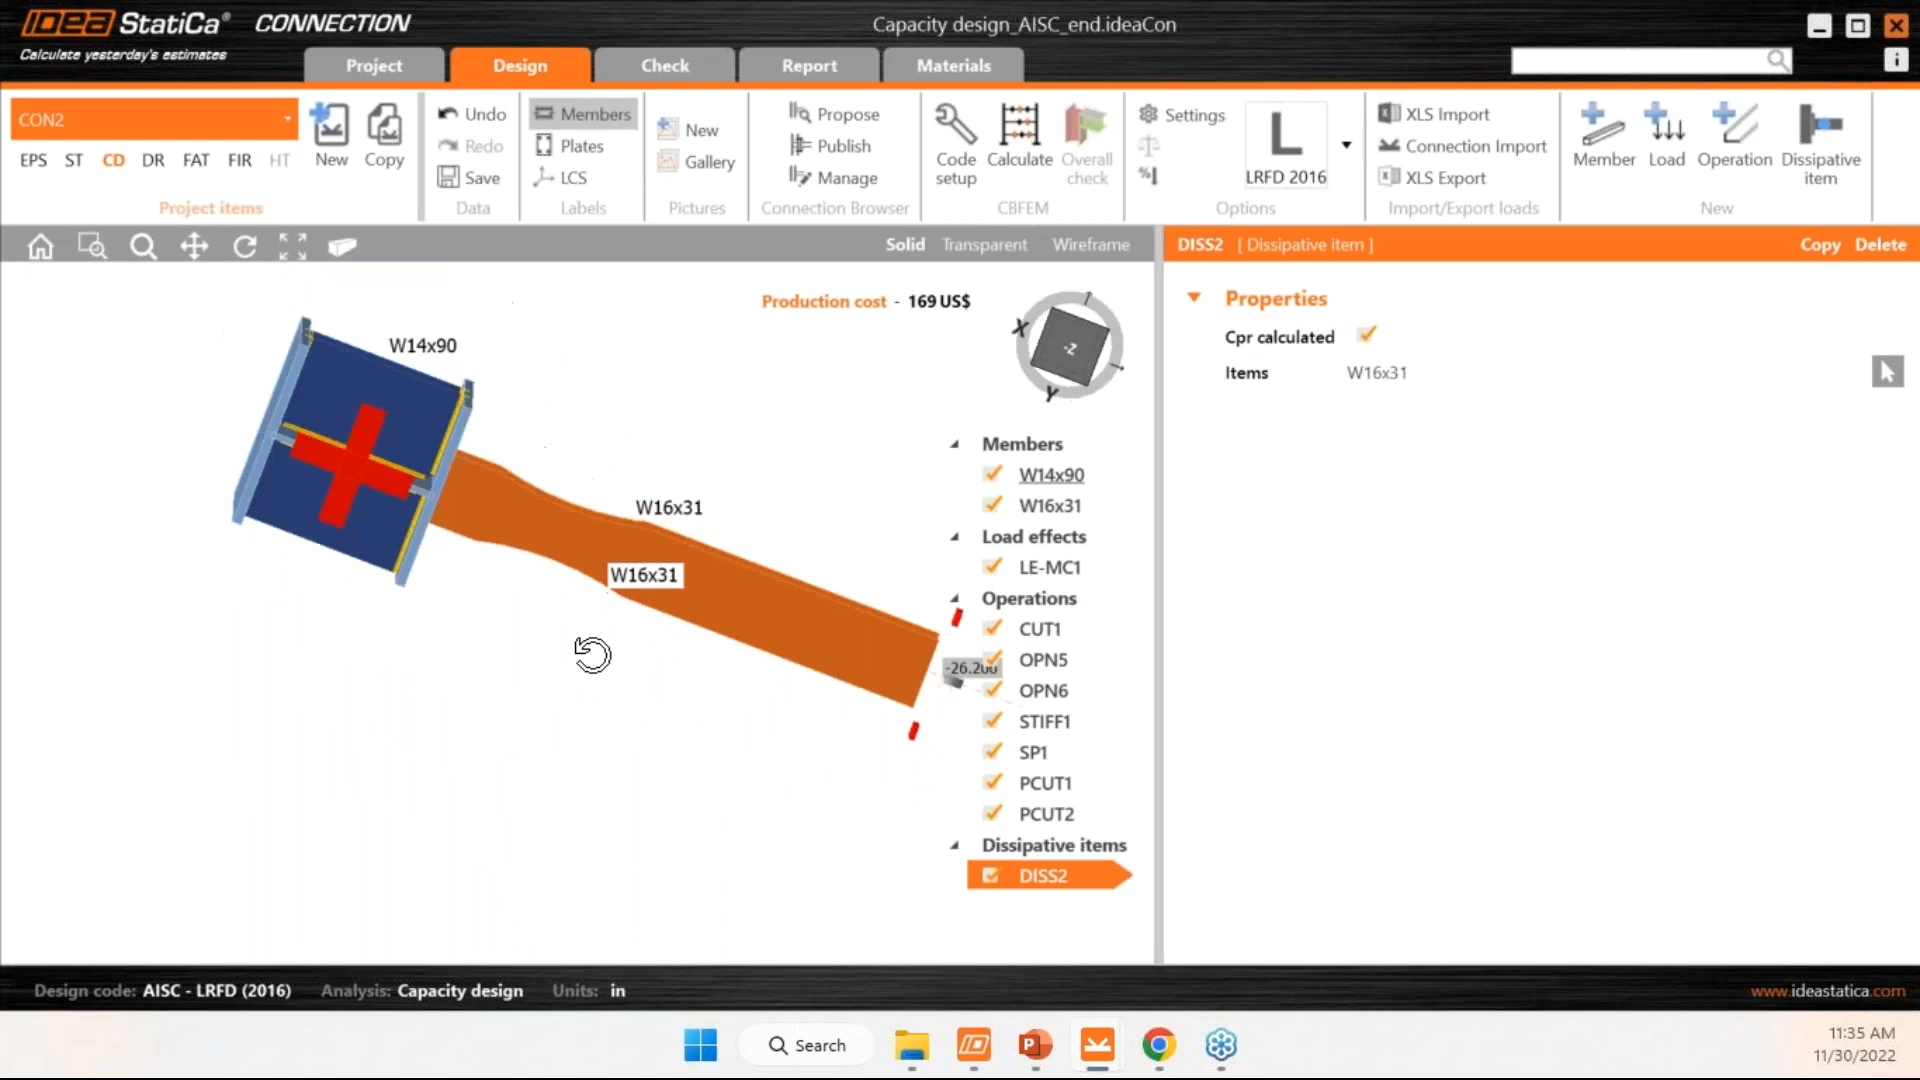 IDEA StatiCa® CONNECTION
Calculate yesterday's estimates
Capacity design_AISC_end.ideaCon
Project
Design
Check
Report
Materials
i
CON2
EPS ST CD DR FAT FIR HT
New
Copy
Project items
Undo
Redo
Save
Data
Members
Plates
LCS
Labels
New
Gallery
Pictures
Propose
Publish
Manage
Connection Browser
Code setup
Calculate
Overall check
CBFEM
Settings
LRFD 2016
Options
XLS Import
Connection Import
XLS Export
Import/Export loads
Member
Load
Operation
Dissipative item
New
Solid Transparent Wireframe
DISS2 [ Dissipative item ] Copy Delete
Production cost - 169 US$
X
Y
-Z
W14x90
W16x31
W16x31
-26.200
Members
W14x90
W16x31
Load effects
LE-MC1
Operations
CUT1
OPN5
OPN6
STIFF1
SP1
PCUT1
PCUT2
Dissipative items
DISS2
Properties
Cpr calculated
Items W16x31
Design code: AISC - LRFD (2016) Analysis: Capacity design Units: in
www.ideastatica.com
Search
11:35 AM
11/30/2022